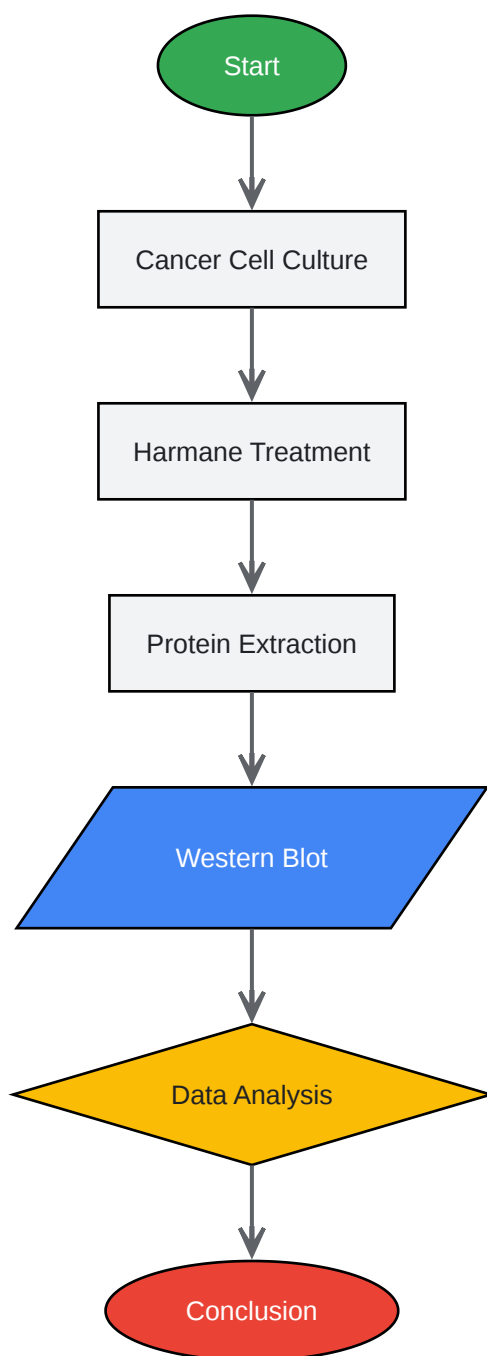 Start
Cancer Cell Culture
Harmane Treatment
Protein Extraction
Western Blot
Data Analysis
Conclusion